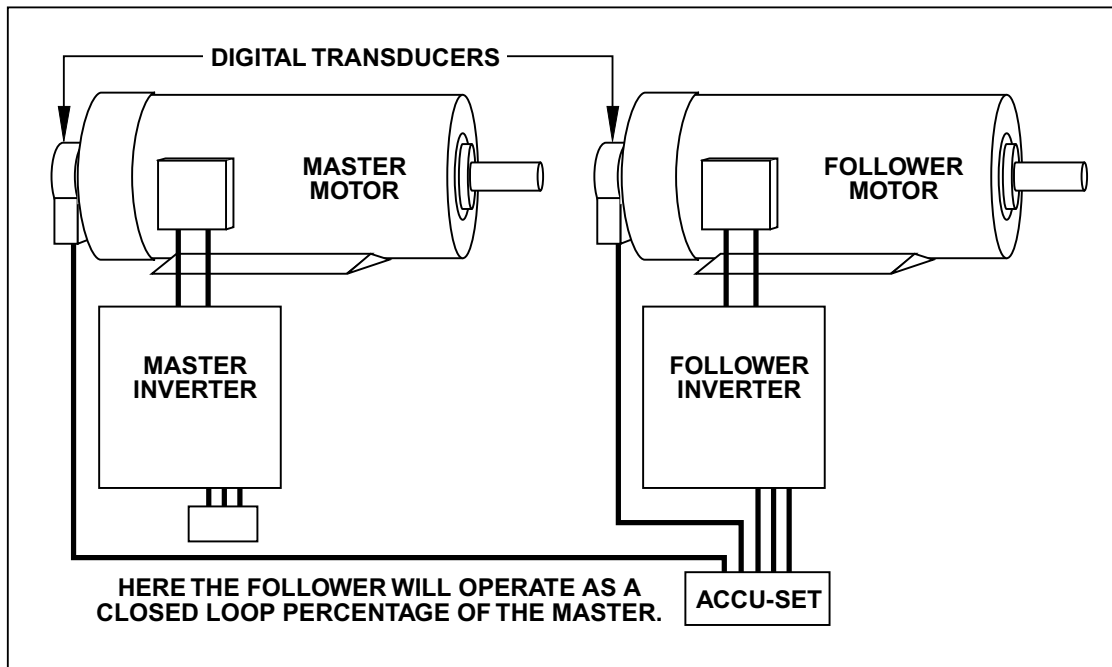 DIGITAL TRANSDUCERS
MASTER
MOTOR
FOLLOWER
MOTOR
MASTER
INVERTER
FOLLOWER
INVERTER
HERE THE FOLLOWER WILL OPERATE AS A
CLOSED LOOP PERCENTAGE OF THE MASTER.
ACCU-SET